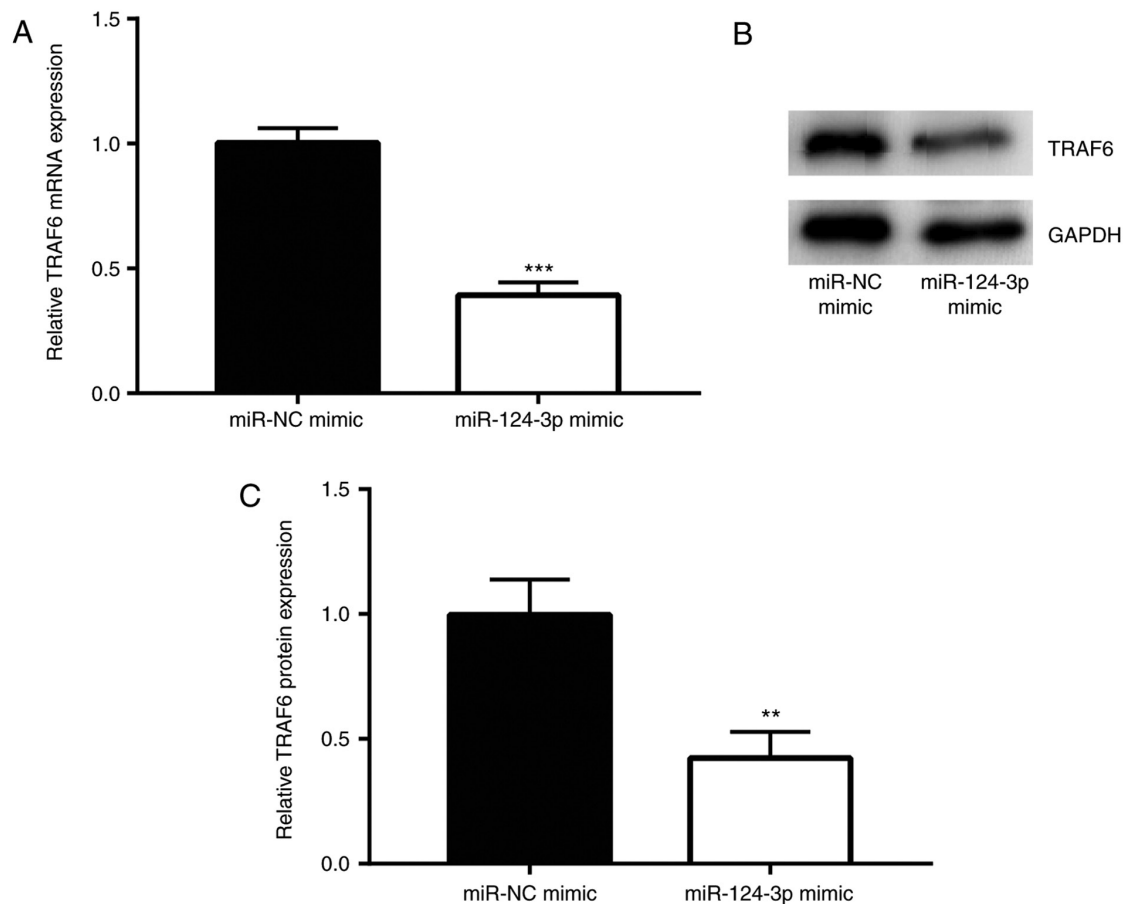 A
Relative TRAF6 mRNA expression
1.5
1.0
0.5
0.0
***
miR-NC mimic
miR-124-3p mimic
B
TRAF6
GAPDH
miR-NC
mimic
miR-124-3p
mimic
C
Relative TRAF6 protein expression
1.5
1.0
0.5
0.0
**
miR-NC mimic
miR-124-3p mimic